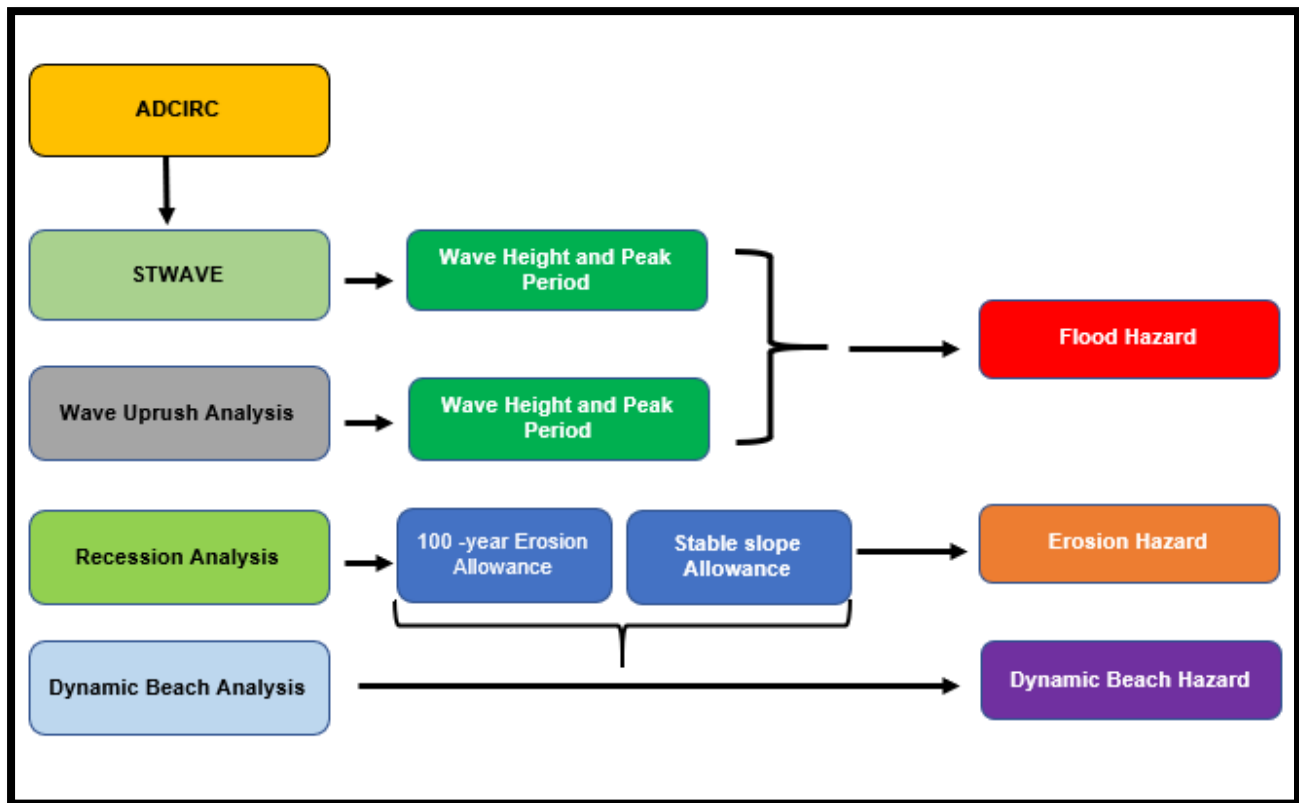 ADCIRC
STWAVE
Wave Height and Peak
Period
Flood Hazard
Wave Uprush Analysis
Wave Height and Peak
Period
Recession Analysis
100 -year Erosion
Allowance
Stable slope
Allowance
Erosion Hazard
Dynamic Beach Analysis
Dynamic Beach Hazard